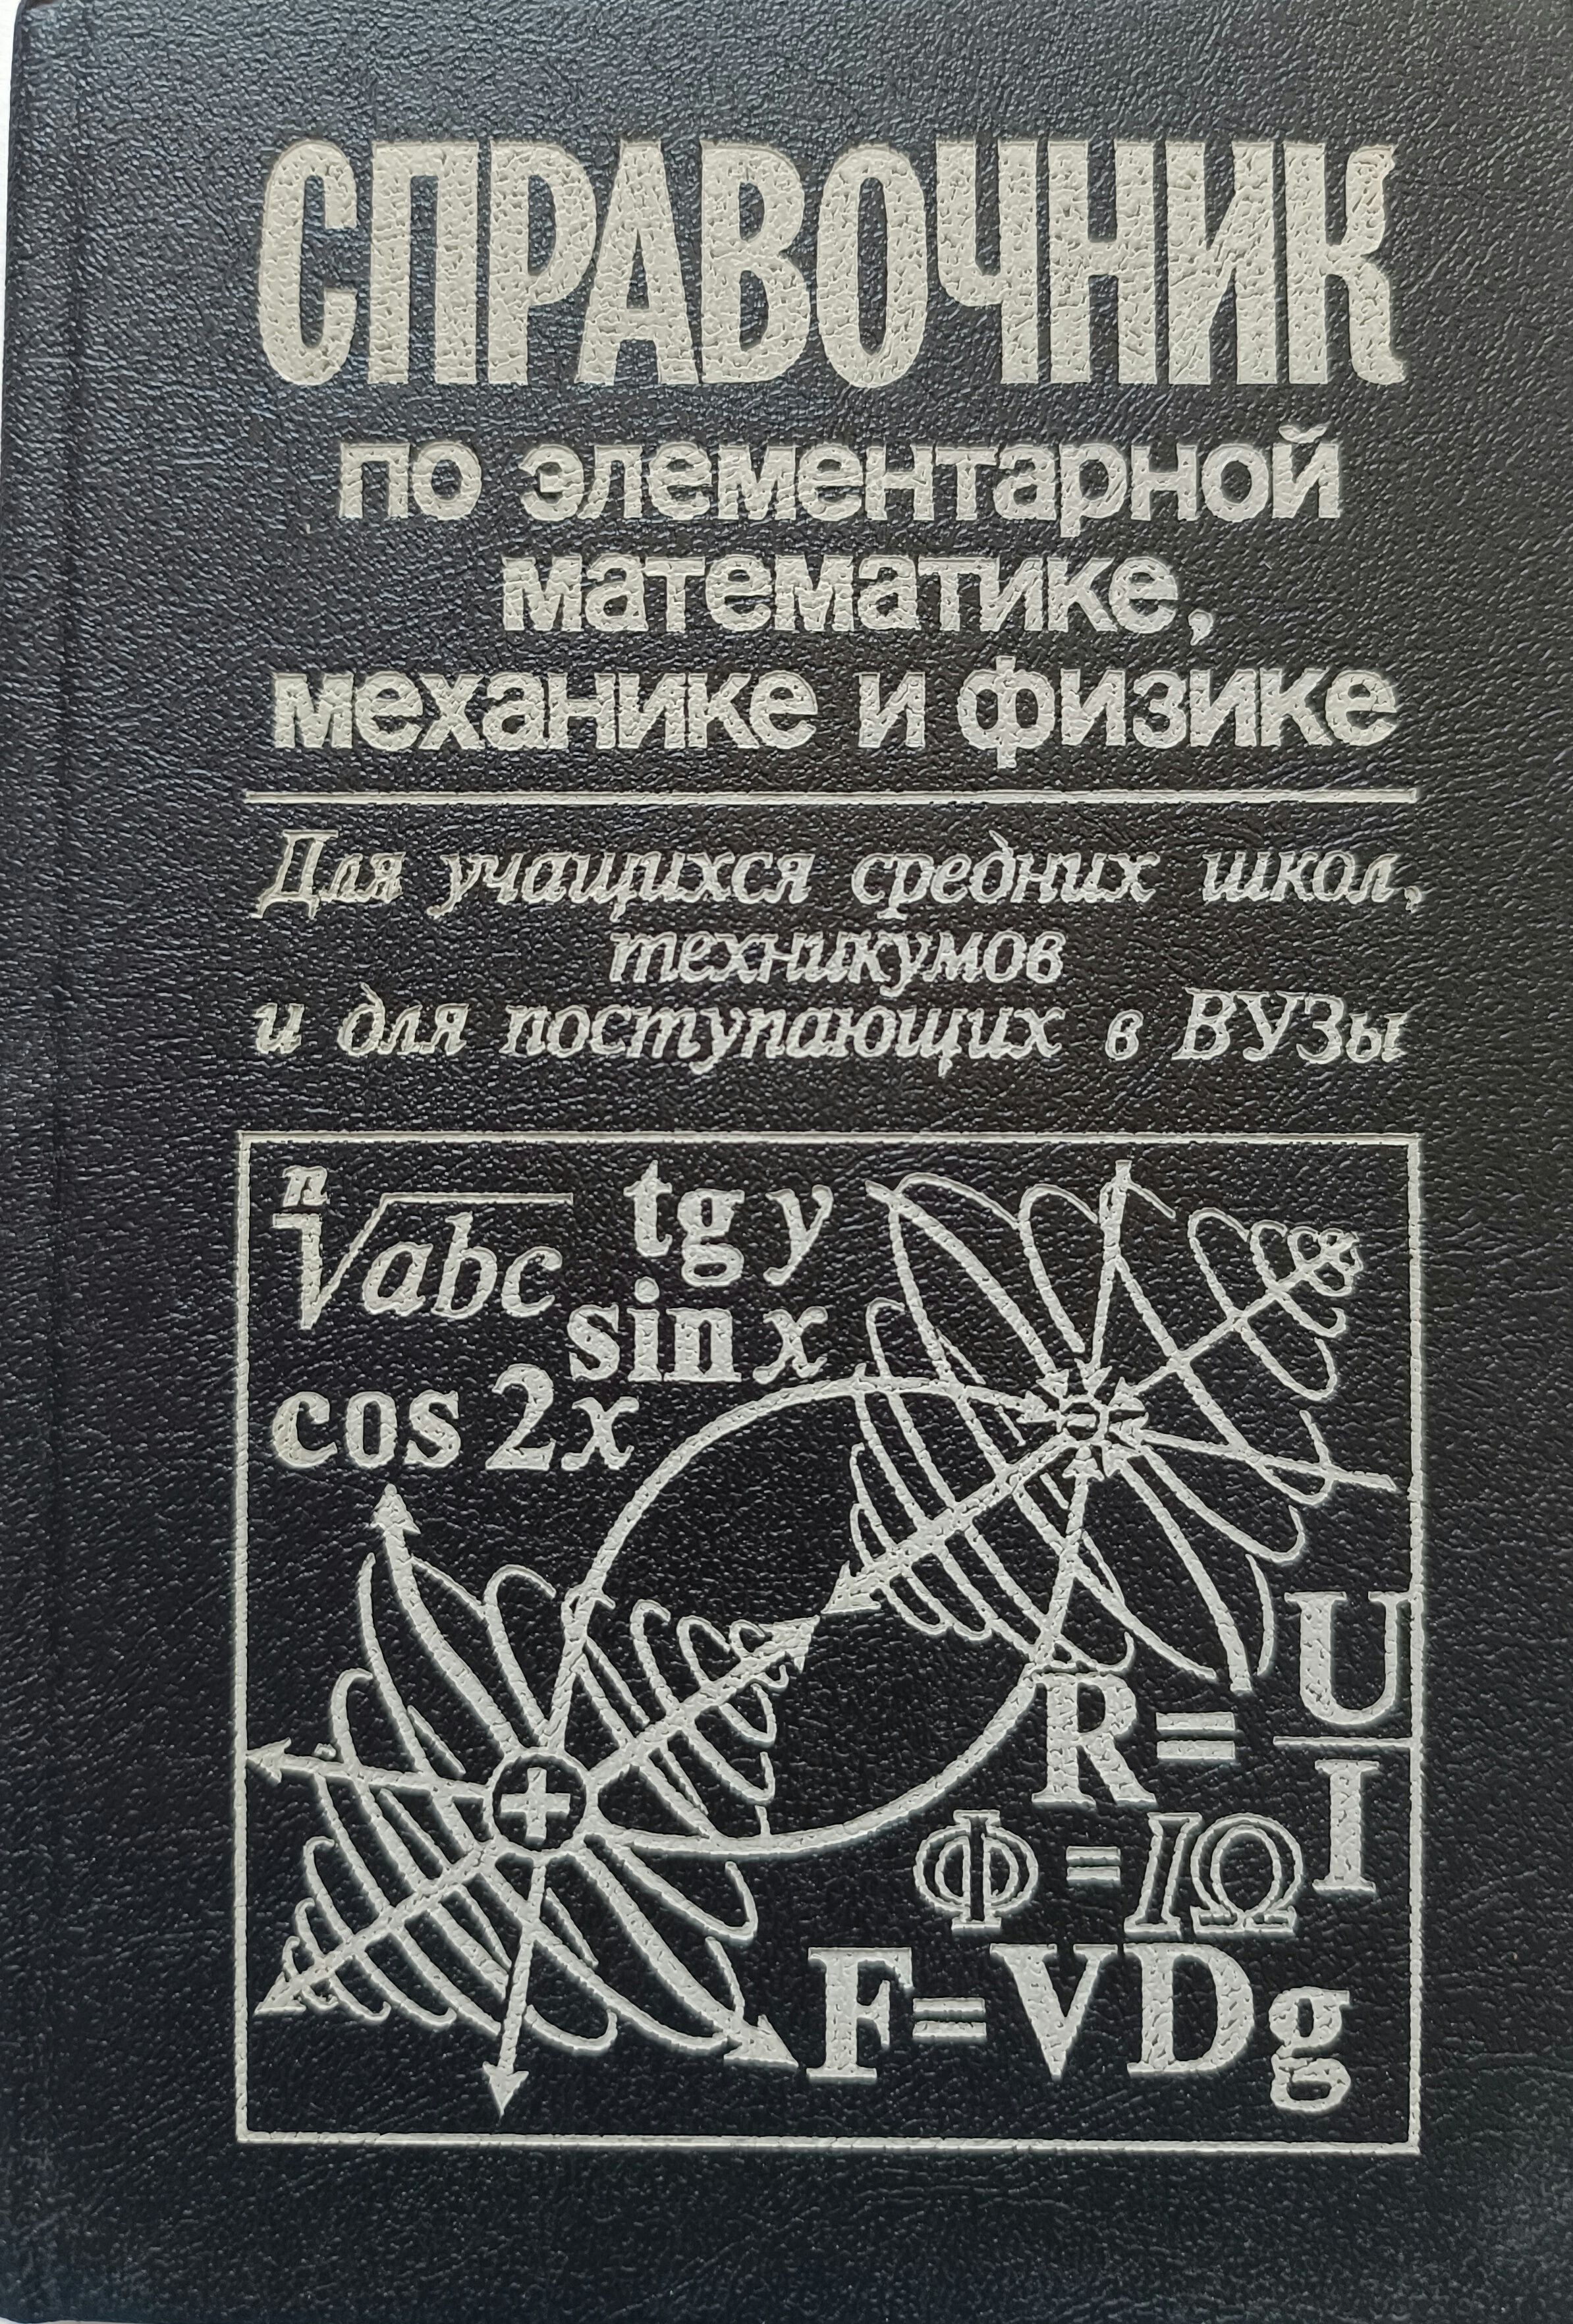 СПРАВОЧНИК
по элементарной
математике,
механике и физике
Для учащихся средних школ,
техникумов
и для поступающих в ВУЗы
ⁿ√abc
tg y
sin x
cos 2x
−
+
R = U/I
Ф = IΩ
F=VDg